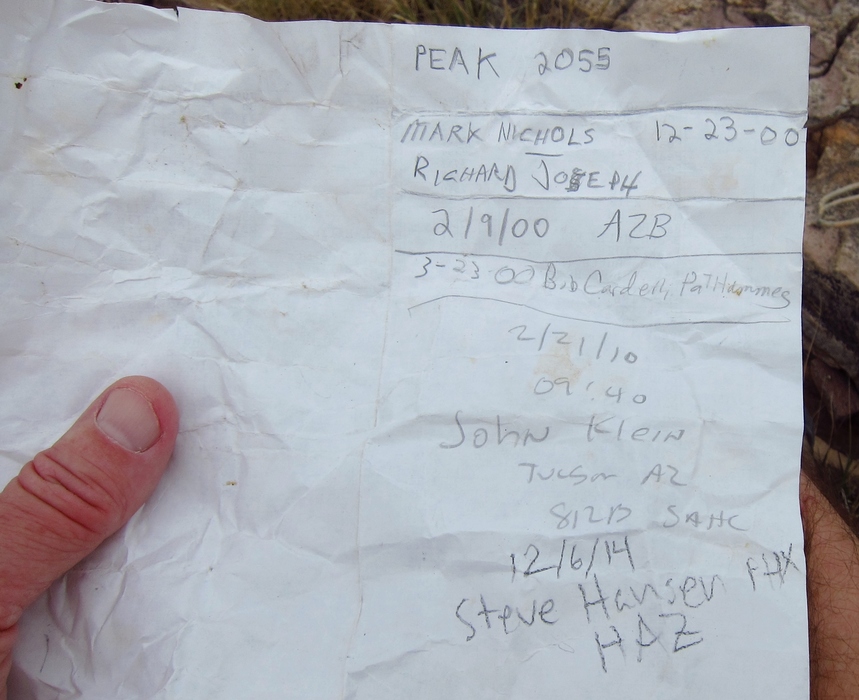 PEAK 2055
MARK NICHOLS 12-23-00
RICHARD JOSEPH
2/9/00 AZB
3-23-00 Bob Cardell, Pat Hammes
2/21/10
09:40
John Klein
Tucson AZ
SAHC
12/6/14
Steve Hansen PHX
HAZ